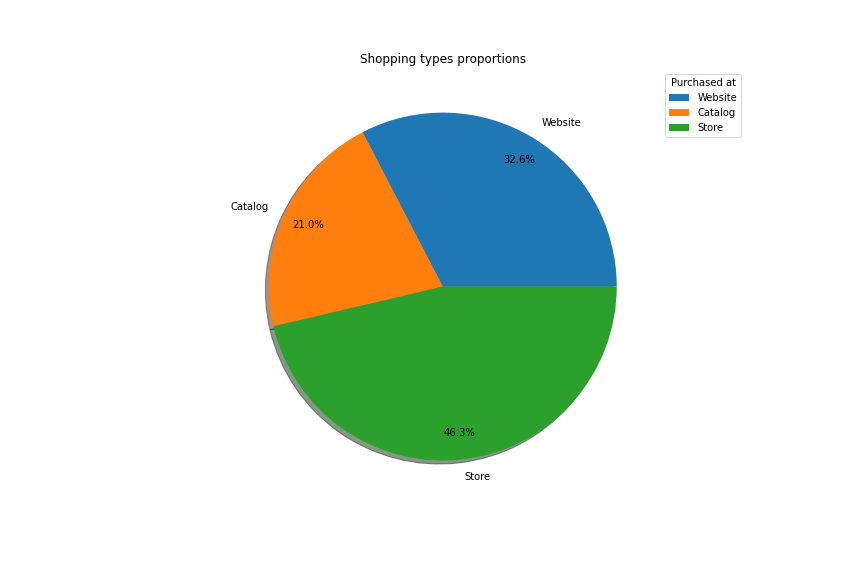 Shopping types proportions
Purchased at
Website
Catalog
Store
Website
32.6%
Catalog
21.0%
46.3%
Store